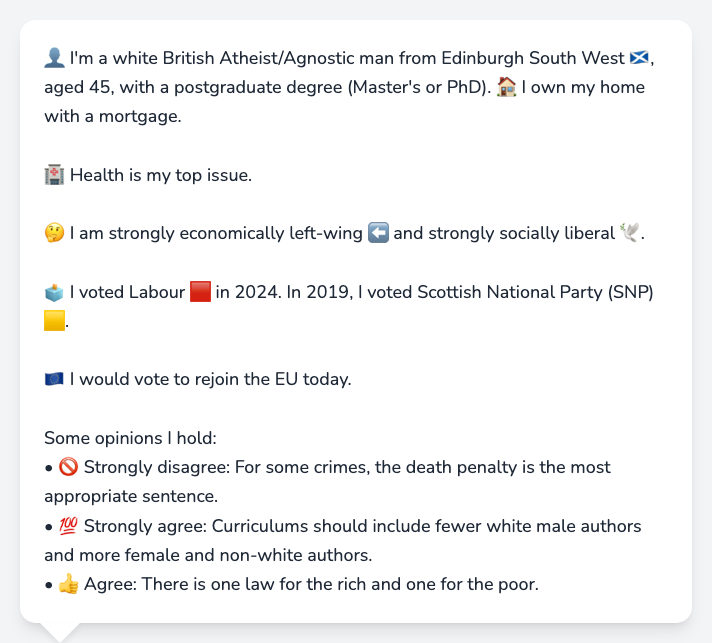 👤 I'm a white British Atheist/Agnostic man from Edinburgh South West 🏴󠁧󠁢󠁳󠁣󠁴󠁿,
aged 45, with a postgraduate degree (Master's or PhD). 🏠 I own my home
with a mortgage.
🏥 Health is my top issue.
🤔 I am strongly economically left-wing ⬅️ and strongly socially liberal 🕊️.
🗳️ I voted Labour 🟥 in 2024. In 2019, I voted Scottish National Party (SNP)
🟨.
🇪🇺 I would vote to rejoin the EU today.
Some opinions I hold:
• 🚫 Strongly disagree: For some crimes, the death penalty is the most
appropriate sentence.
• 💯 Strongly agree: Curriculums should include fewer white male authors
and more female and non-white authors.
• 👍 Agree: There is one law for the rich and one for the poor.